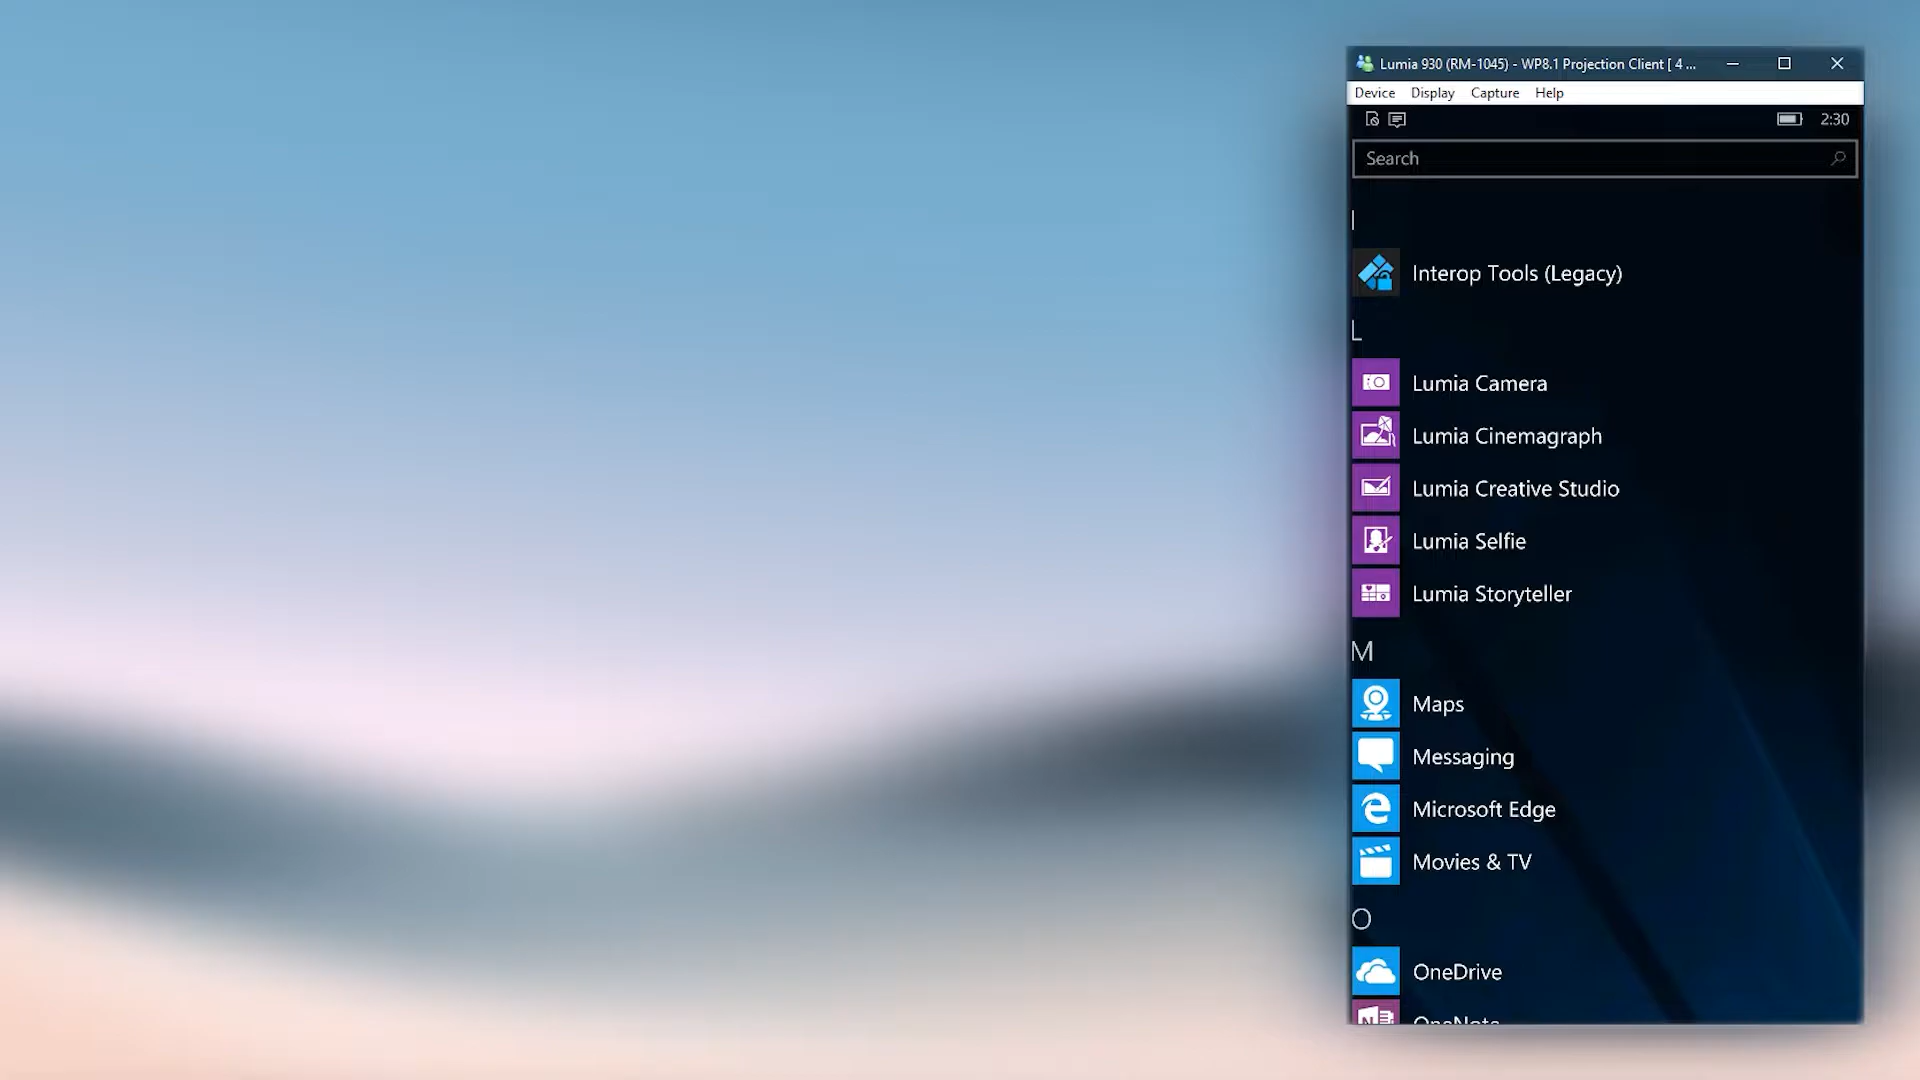 Lumia 930 (RM-1045) - WP8.1 Projection Client [ 4 ...
Device Display Capture Help
2:30
Search
I
Interop Tools (Legacy)
L
Lumia Camera
Lumia Cinemagraph
Lumia Creative Studio
Lumia Selfie
Lumia Storyteller
M
Maps
Messaging
Microsoft Edge
Movies & TV
O
OneDrive
OneNote